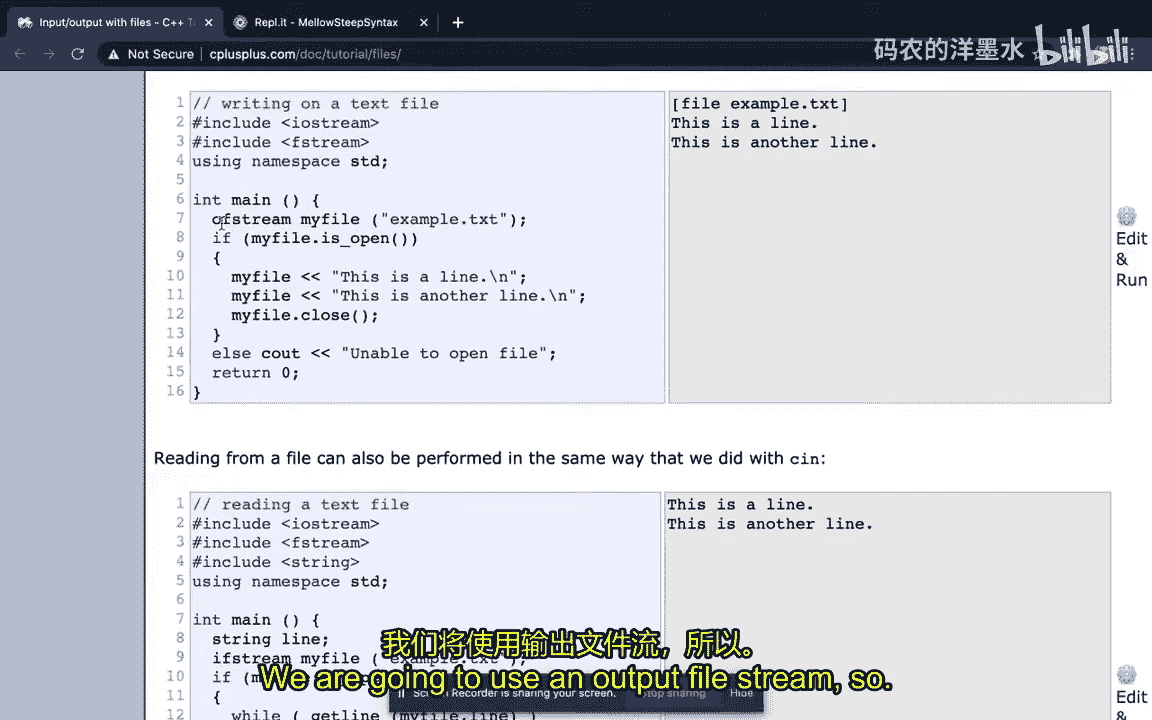 Input/output with files - C++ T
Repl.it - MellowSteepSyntax
Not Secure | cplusplus.com/doc/tutorial/files/
码农的洋墨水 bilibili
1 // writing on a text file
2 #include <iostream>
3 #include <fstream>
4 using namespace std;
5
6 int main () {
7 ofstream myfile ("example.txt");
8 if (myfile.is_open())
9 {
10 myfile << "This is a line.\n";
11 myfile << "This is another line.\n";
12 myfile.close();
13 }
14 else cout << "Unable to open file";
15 return 0;
16 }
[file example.txt]
This is a line.
This is another line.
Edit
&
Run
Reading from a file can also be performed in the same way that we did with cin:
1 // reading a text file
2 #include <iostream>
3 #include <fstream>
4 #include <string>
5 using namespace std;
6
7 int main () {
8 string line;
9 ifstream myfile ("example.txt");
10 if (m
11 {
12 while ( getline (myfile,line) )
This is a line.
This is another line.
Edit
&
我们将使用输出文件流，所以。
We are going to use an output file stream, so.
Screen Recorder is sharing your screen.
Stop sharing
Hide